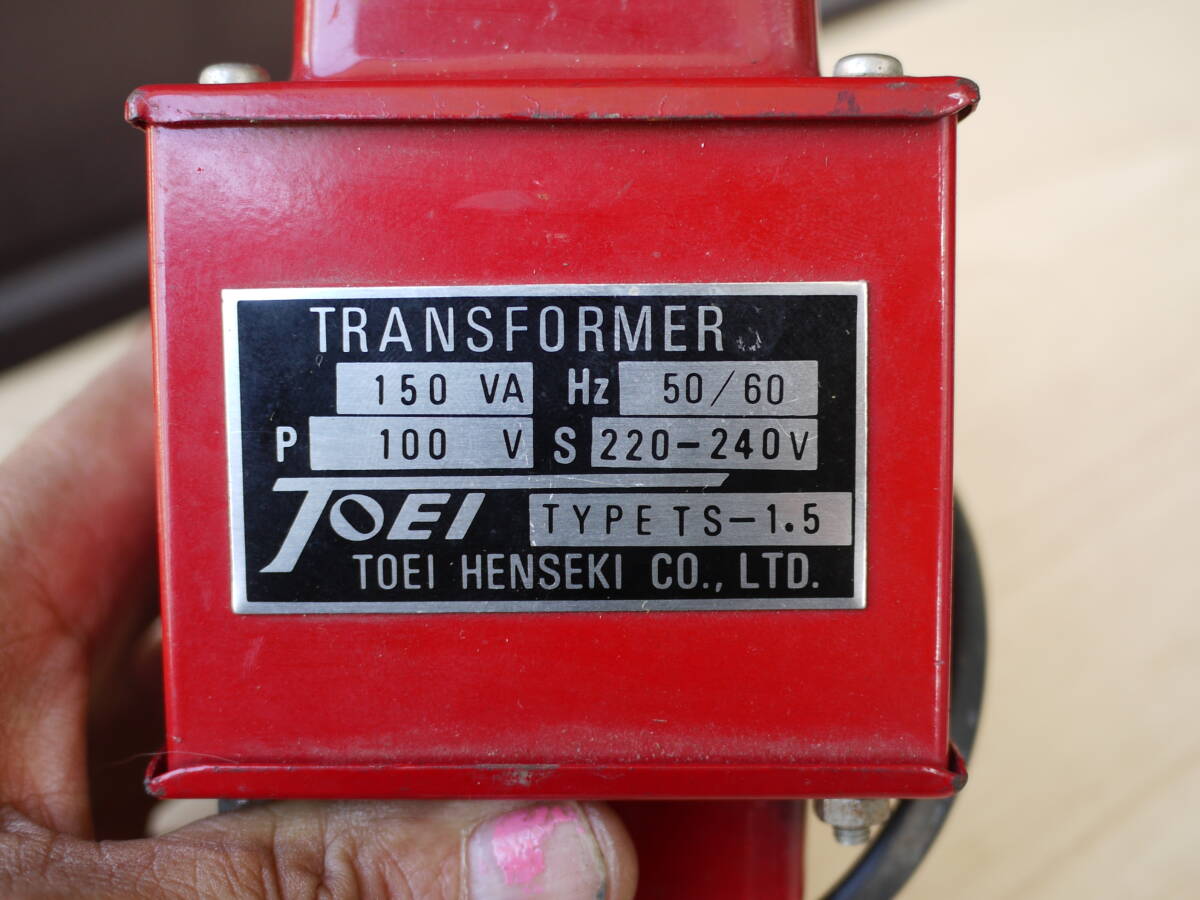 TRANSFORMER
150 VA Hz 50/60
P 100 V S 220-240V
TOEI TYPE TS-1.5
TOEI HENSEKI CO., LTD.